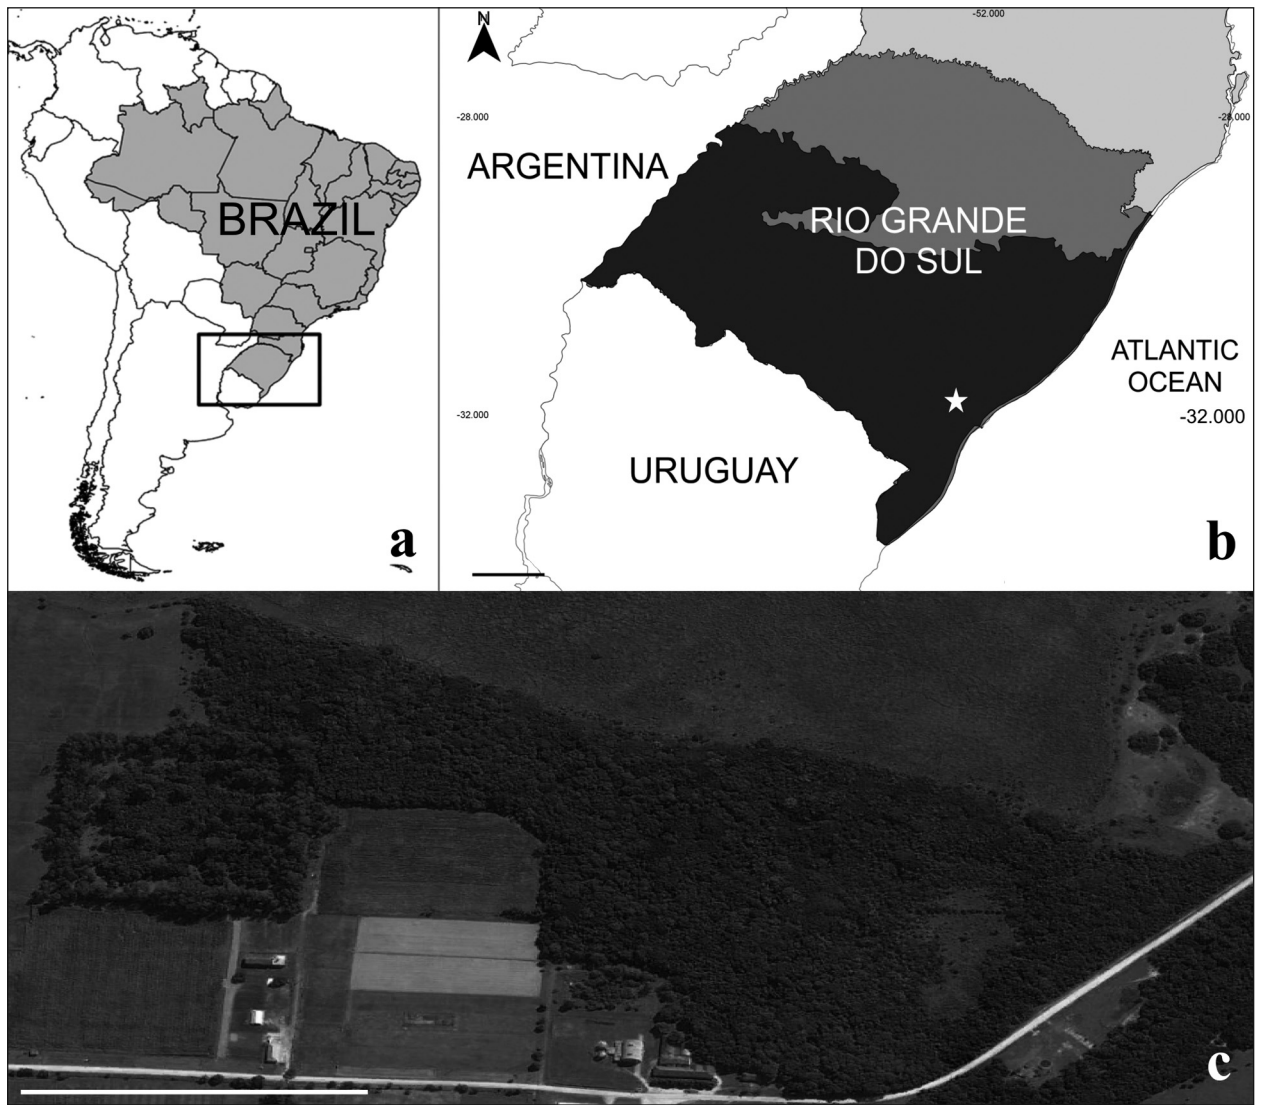 BRAZIL
a
N
-52.000
-28.000
-28.000
ARGENTINA
RIO GRANDE
DO SUL
ATLANTIC
OCEAN
-32.000
-32.000
URUGUAY
b
c